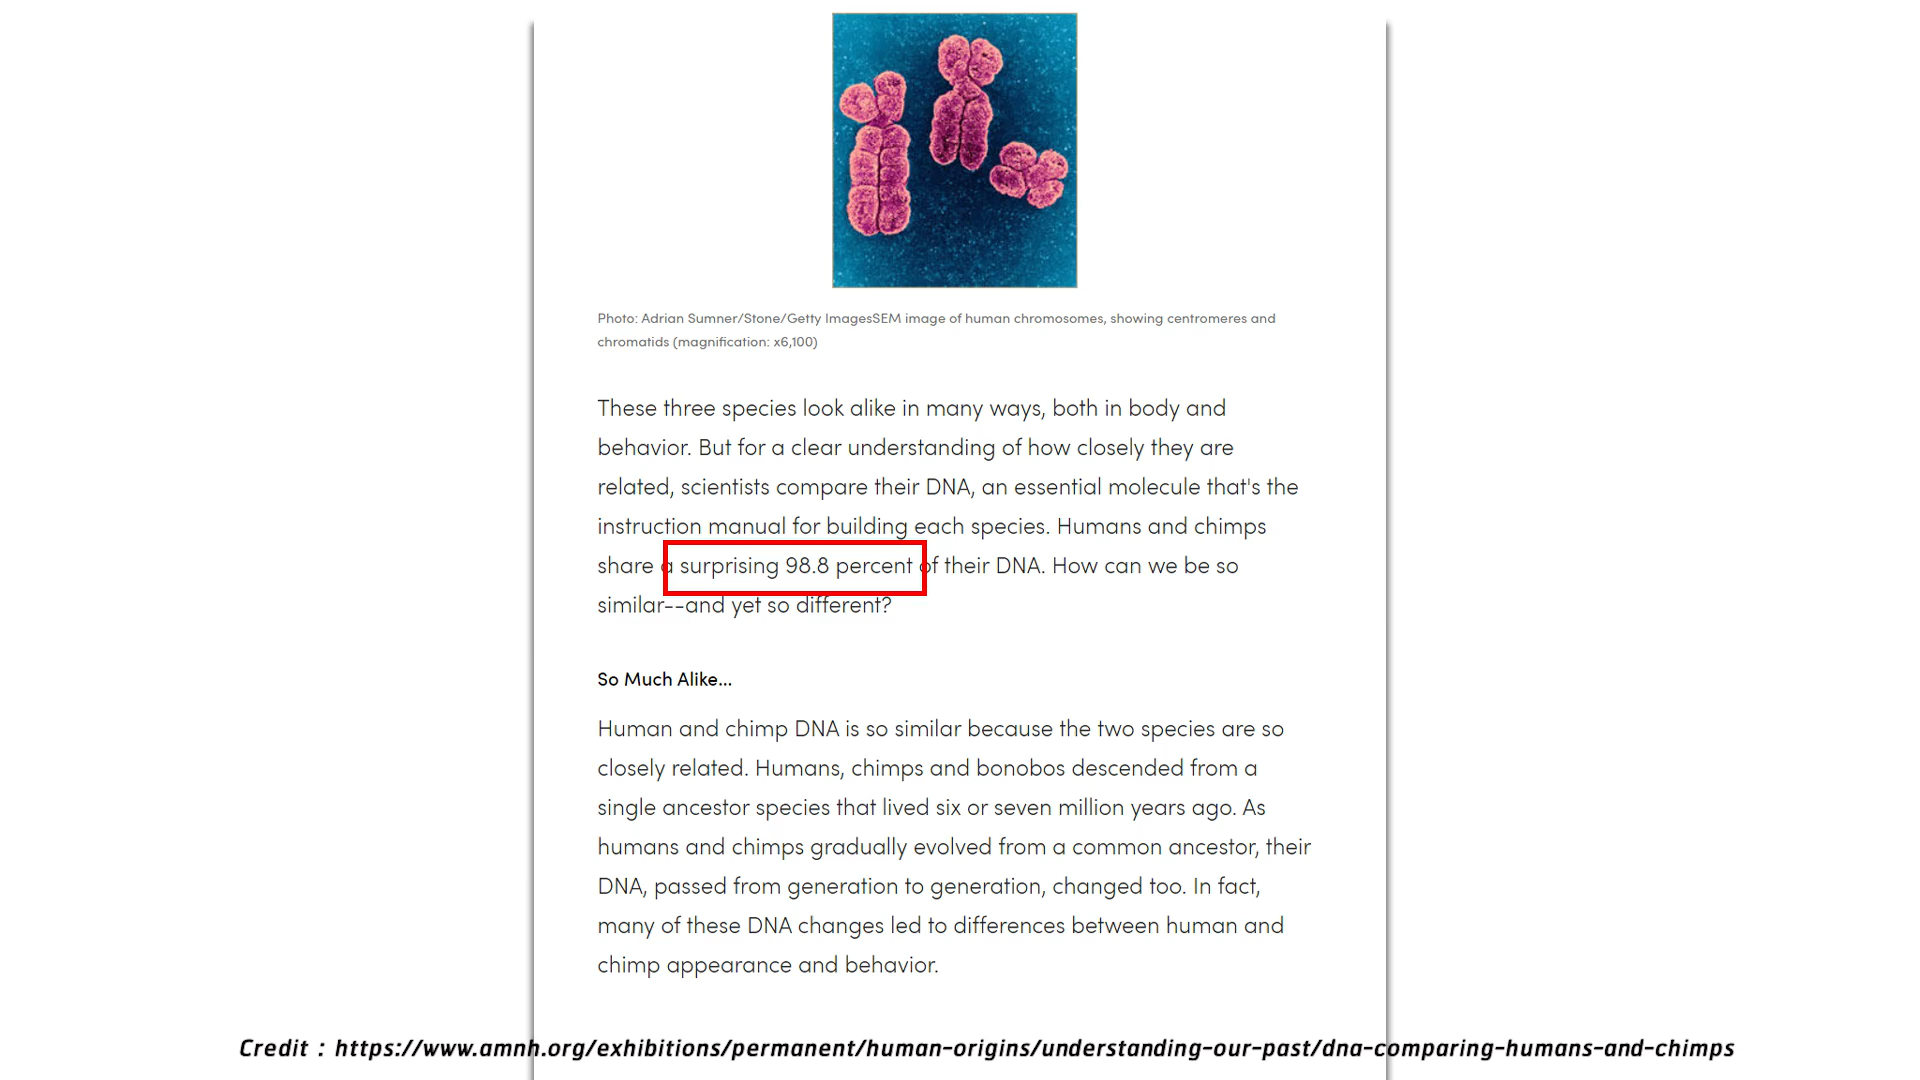 Photo: Adrian Sumner/Stone/Getty ImagesSEM image of human chromosomes, showing centromeres and
chromatids (magnification: x6,100)
These three species look alike in many ways, both in body and
behavior. But for a clear understanding of how closely they are
related, scientists compare their DNA, an essential molecule that's the
instruction manual for building each species. Humans and chimps
share a surprising 98.8 percent of their DNA. How can we be so
similar--and yet so different?
So Much Alike...
Human and chimp DNA is so similar because the two species are so
closely related. Humans, chimps and bonobos descended from a
single ancestor species that lived six or seven million years ago. As
humans and chimps gradually evolved from a common ancestor, their
DNA, passed from generation to generation, changed too. In fact,
many of these DNA changes led to differences between human and
chimp appearance and behavior.
Credit : https://www.amnh.org/exhibitions/permanent/human-origins/understanding-our-past/dna-comparing-humans-and-chimps